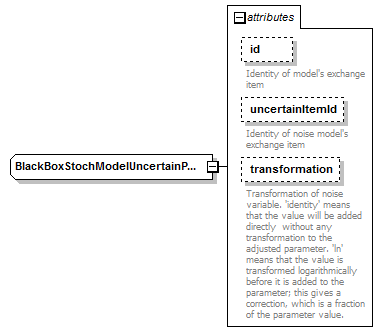 attributes
id
Identity of model's exchange
item
uncertainItemId
Identity of noise model's
exchange item
BlackBoxStochModelUncertainP...
transformation
Transformation of noise
variable. 'identity' means
that the value will be added
directly without any
transformation to the
adjusted parameter. 'ln'
means that the value is
transformed logarithmically
before it is added to the
parameter; this gives a
correction, which is a fraction
of the parameter value.